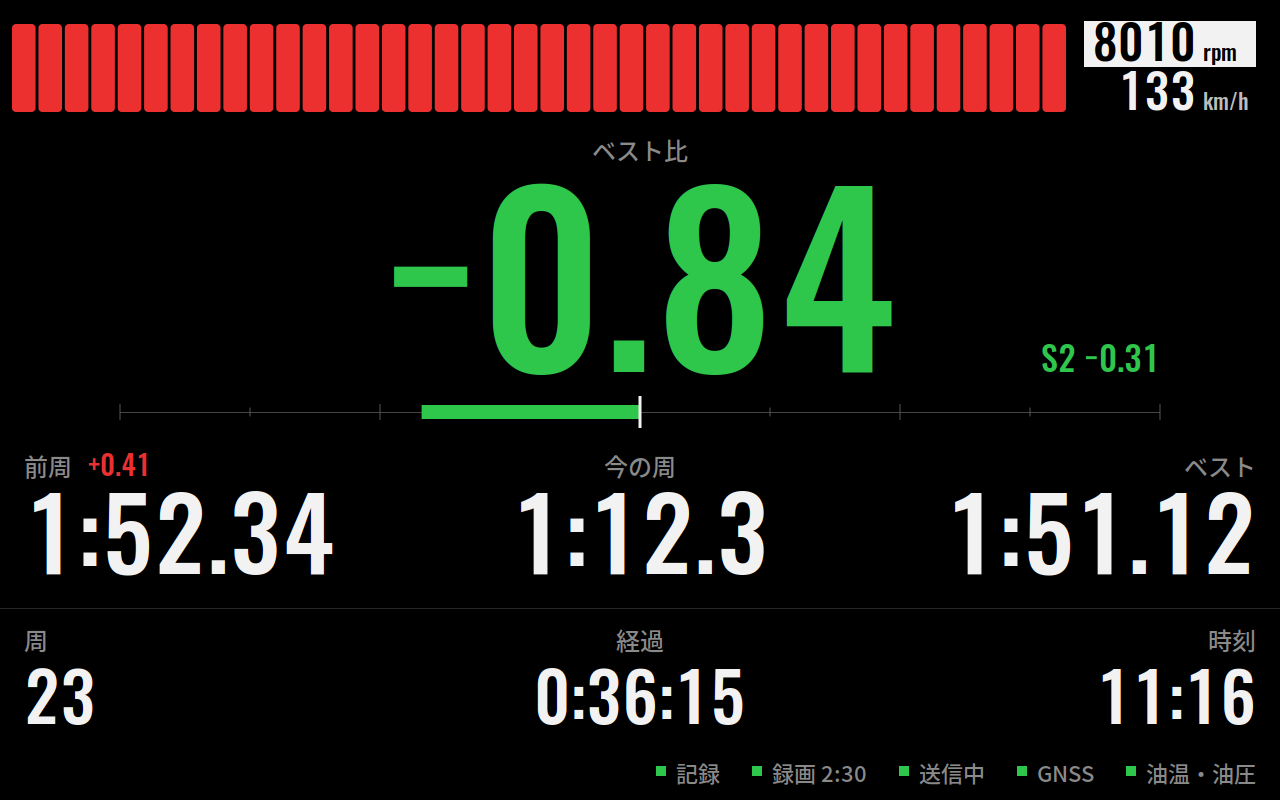 8010 rpm
133 km/h
ベスト比
-0.84
S2 -0.31
前周 +0.41 今の周 ベスト
1:52.34 1:12.3 1:51.12
周 経過 時刻
23 0:36:15 11:16
記録 録画 2:30 送信中 GNSS 油温・油圧